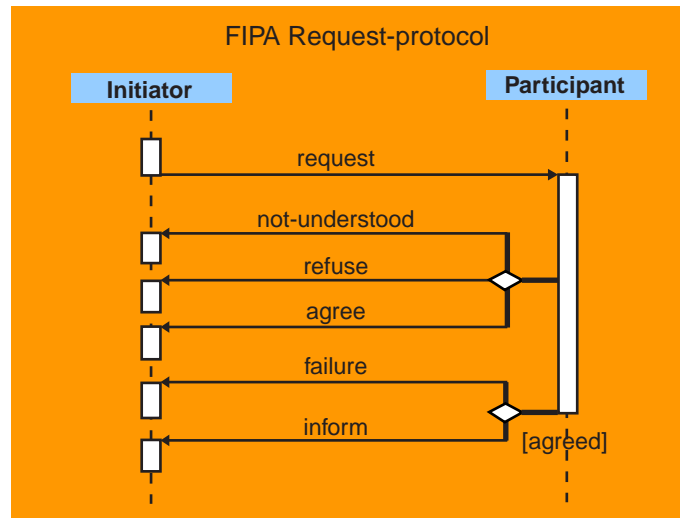 FIPA Request-protocol
Initiator
Participant
request
not-understood
refuse
agree
failure
inform
[agreed]